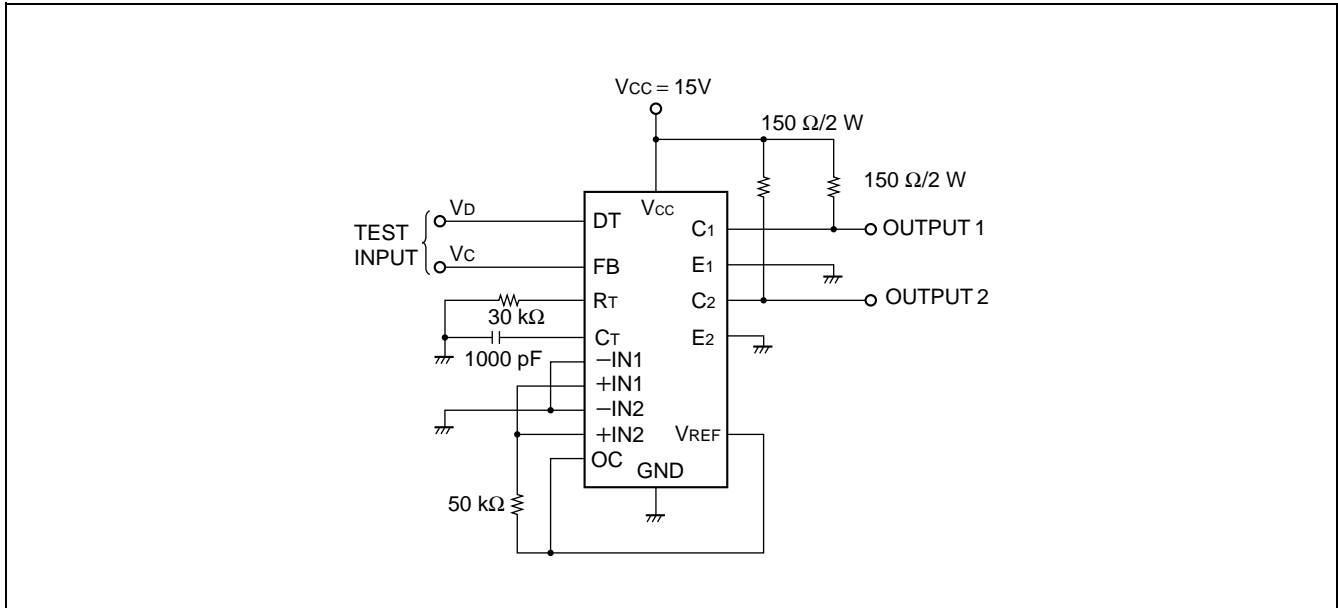 VCC = 15V
150 Ω/2 W
150 Ω/2 W
TEST
INPUT
VD
VC
DT
FB
RT
CT
−IN1
+IN1
−IN2
+IN2
OC
VCC
C1
E1
C2
E2
VREF
GND
OUTPUT 1
OUTPUT 2
30 kΩ
1000 pF
50 kΩ